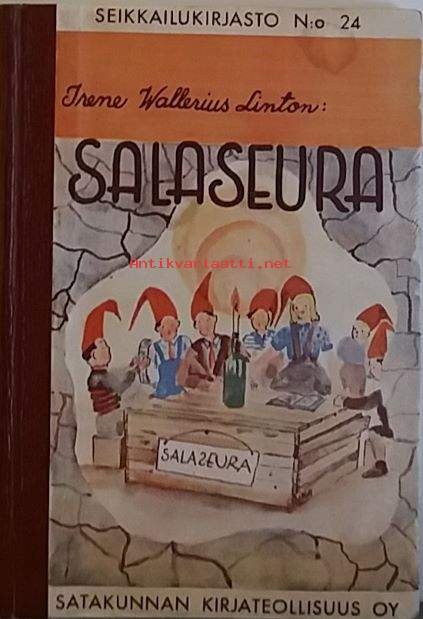 SEIKKAILUKIRJASTO N:o 24
Irene Wallerius Linton:
SALASEURA
Antikvariaatti.net
SALASEURA
SATAKUNNAN KIRJATEOLLISUUS OY